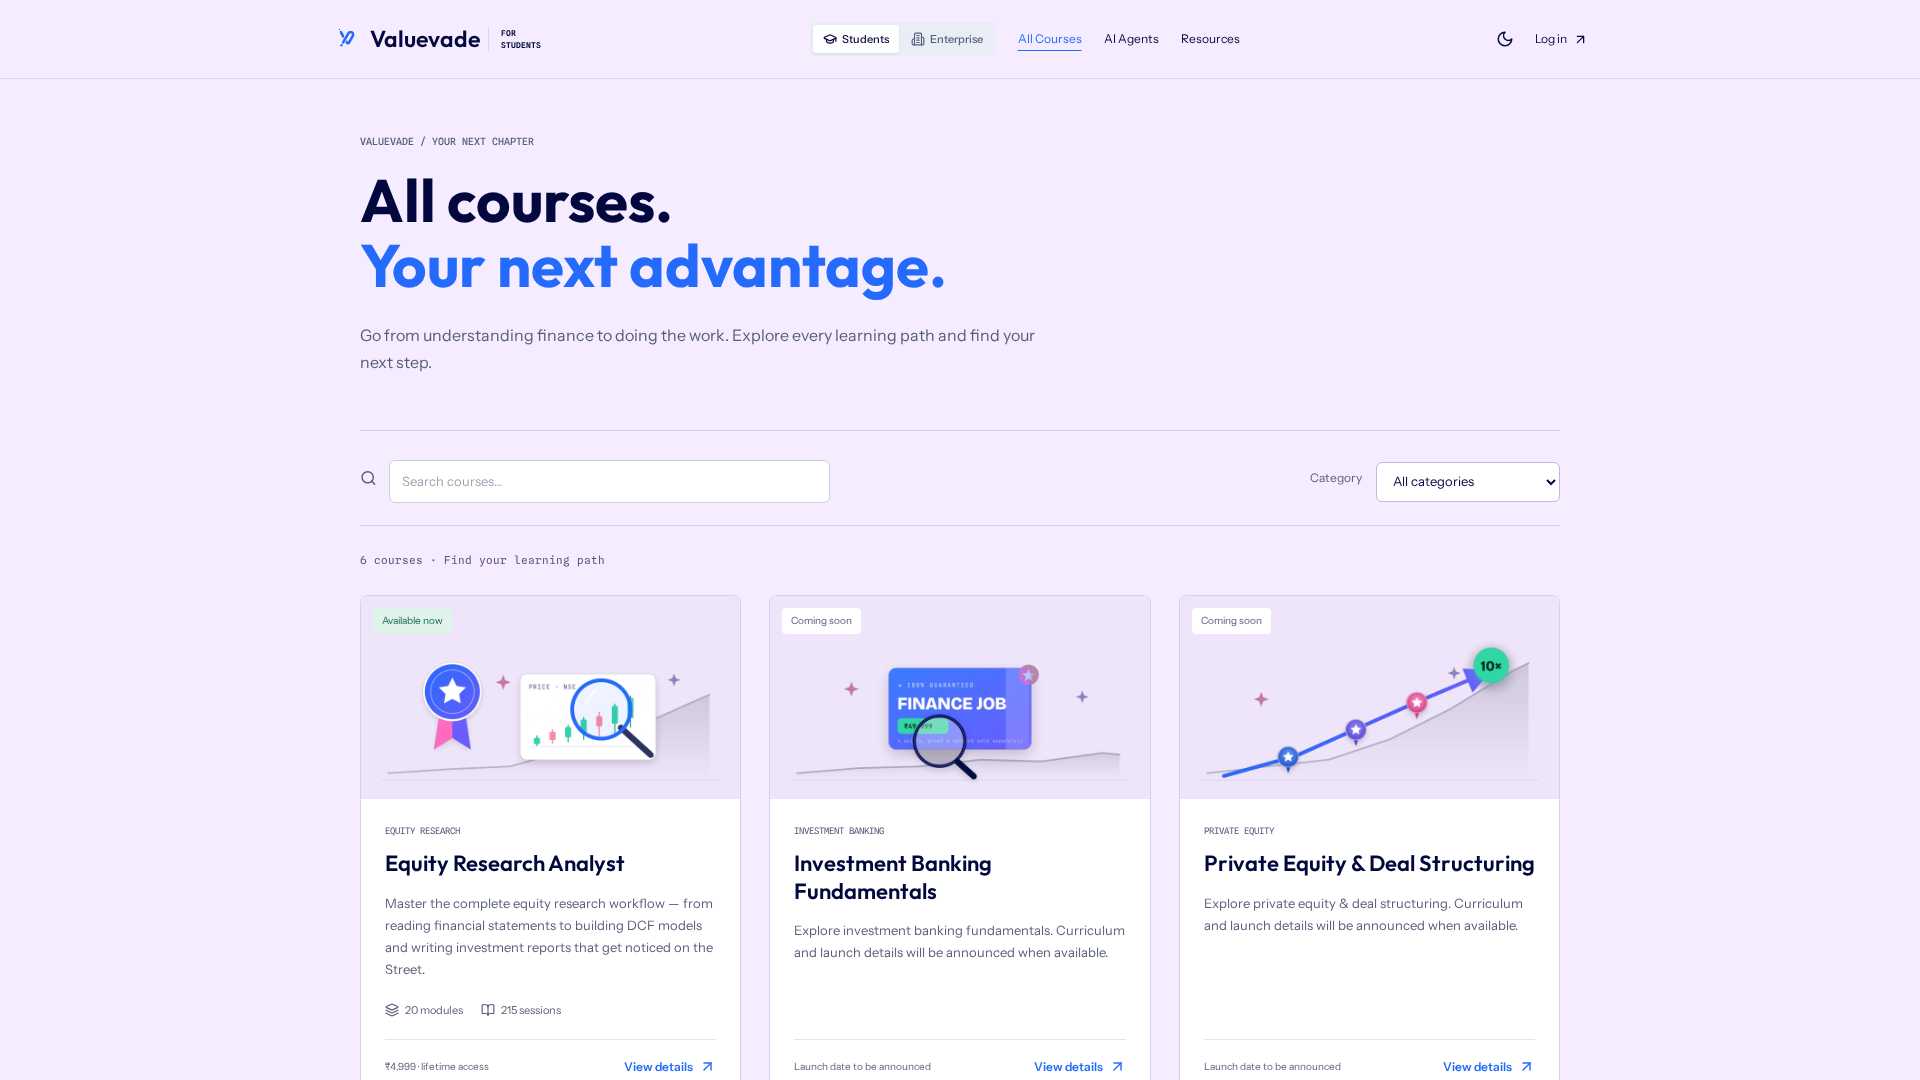 Valuevade
FOR
STUDENTS
Students
Enterprise
All Courses
AI Agents
Resources
Log in
VALUEVADE / YOUR NEXT CHAPTER
All courses.
Your next advantage.
Go from understanding finance to doing the work. Explore every learning path and find your
next step.
Search courses...
Category
All categories
6 courses · Find your learning path
Available now
PRICE · NSE
Coming soon
100% GUARANTEED
FINANCE JOB
Coming soon
10×
EQUITY RESEARCH
Equity Research Analyst
Master the complete equity research workflow — from
reading financial statements to building DCF models
and writing investment reports that get noticed on the
Street.
20 modules
215 sessions
₹4,999 · lifetime access
View details
INVESTMENT BANKING
Investment Banking
Fundamentals
Explore investment banking fundamentals. Curriculum
and launch details will be announced when available.
Launch date to be announced
View details
PRIVATE EQUITY
Private Equity & Deal Structuring
Explore private equity & deal structuring. Curriculum
and launch details will be announced when available.
Launch date to be announced
View details